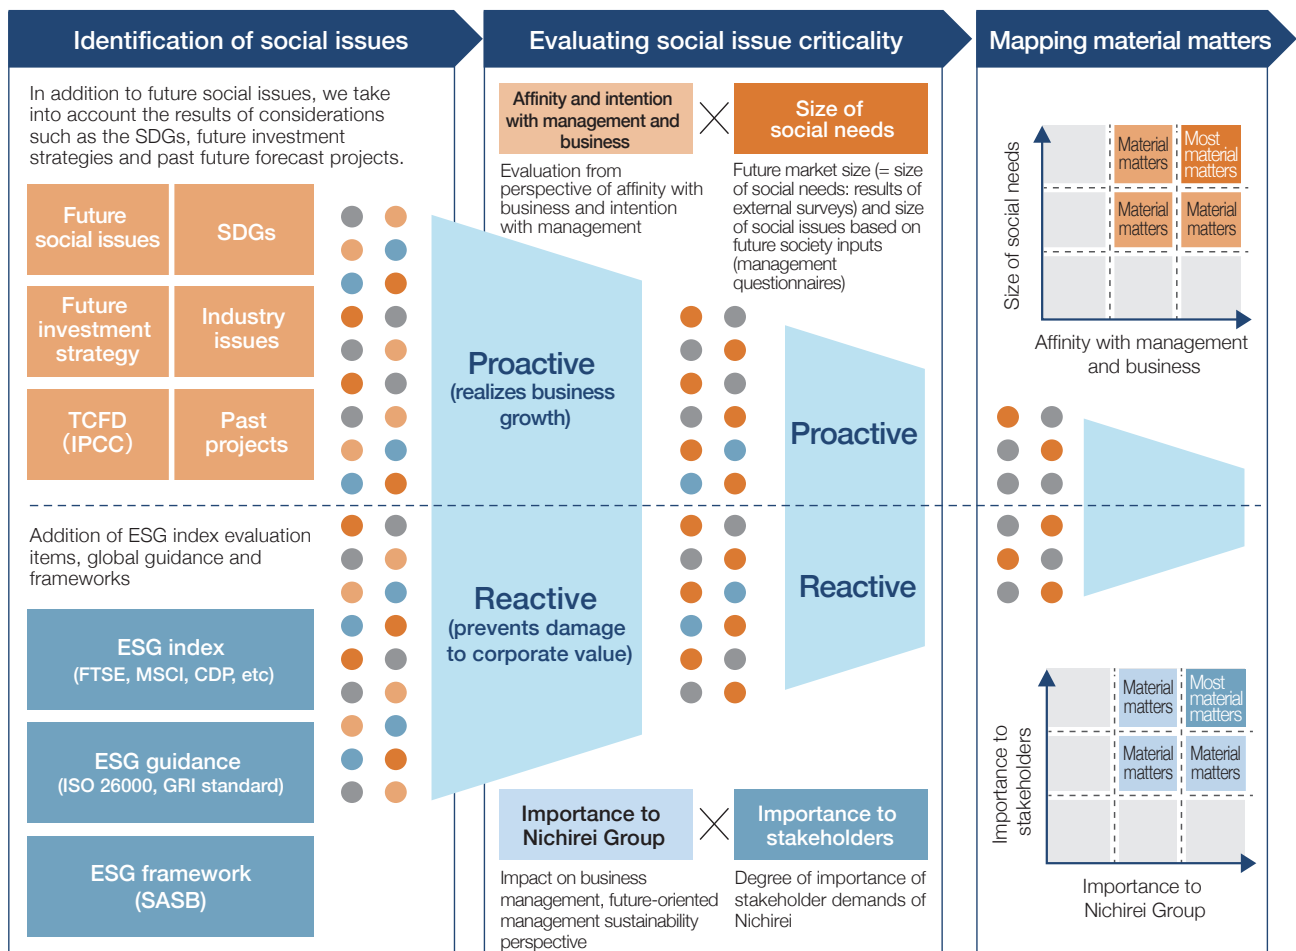 Identification of social issues
In addition to future social issues, we take
into account the results of considerations
such as the SDGs, future investment
strategies and past future forecast projects.
Future
social issues
SDGs
Future
investment
strategy
Industry
issues
TCFD
(IPCC)
Past
projects
Addition of ESG index evaluation
items, global guidance and
frameworks
ESG index
(FTSE, MSCI, CDP, etc)
ESG guidance
(ISO 26000, GRI standard)
ESG framework
(SASB)
Evaluating social issue criticality
Affinity and intention
with management and
business
Size of
social needs
Evaluation from
perspective of affinity with
business and intention
with management
Future market size (= size
of social needs: results of
external surveys) and size
of social issues based on
future society inputs
(management
questionnaires)
Proactive
(realizes business
growth)
Proactive
Reactive
(prevents damage
to corporate value)
Reactive
Importance to
Nichirei Group
Importance to
stakeholders
Impact on business
management, future-oriented
management sustainability
perspective
Degree of importance of
stakeholder demands of
Nichirei
Mapping material matters
Size of social needs
Material
matters
Most
material
matters
Material
matters
Material
matters
Affinity with management
and business
Importance to
stakeholders
Material
matters
Most
material
matters
Material
matters
Material
matters
Importance to
Nichirei Group